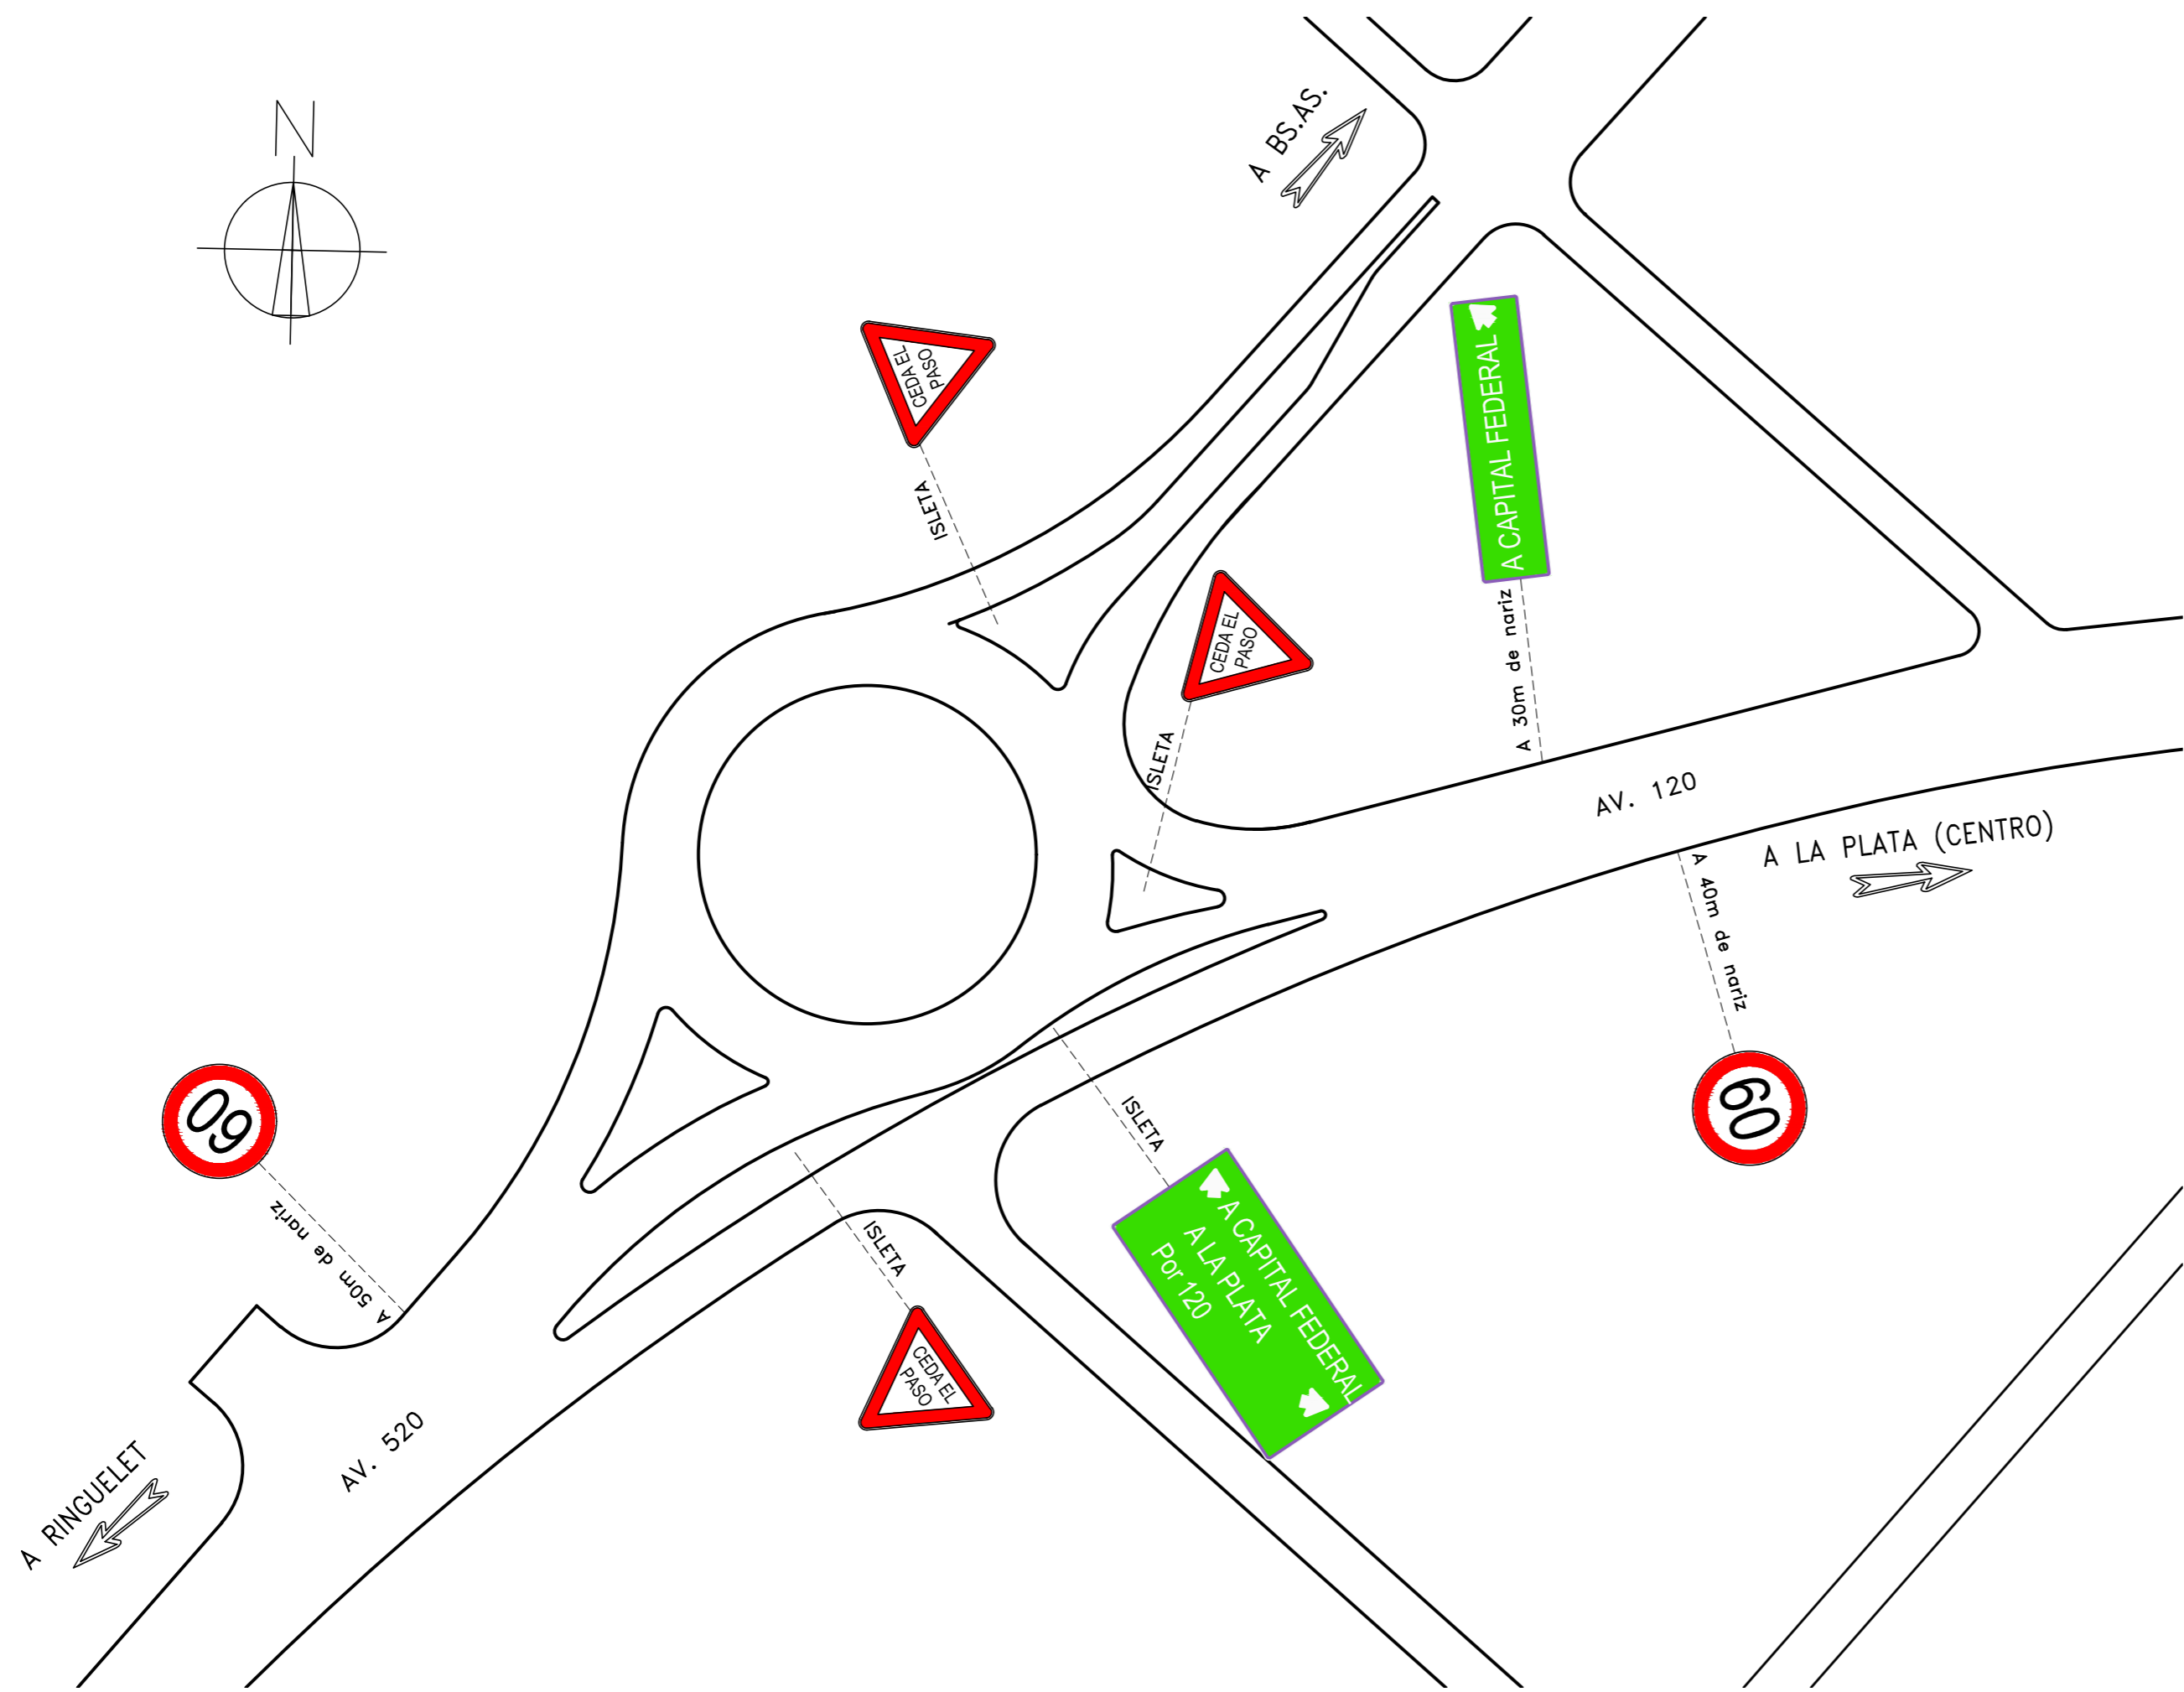 N
A BS.AS.
CEDA EL
PASO
ISLETA
A CAPITAL FEDERAL
A 30m de nariz
CEDA EL
PASO
ISLETA
AV. 120
A LA PLATA (CENTRO)
A 40m de nariz
60
60
A 50m de nariz
ISLETA
A CAPITAL FEDERAL
A LA PLATA
Por 120
ISLETA
CEDA EL
PASO
AV. 520
A RINGUELET